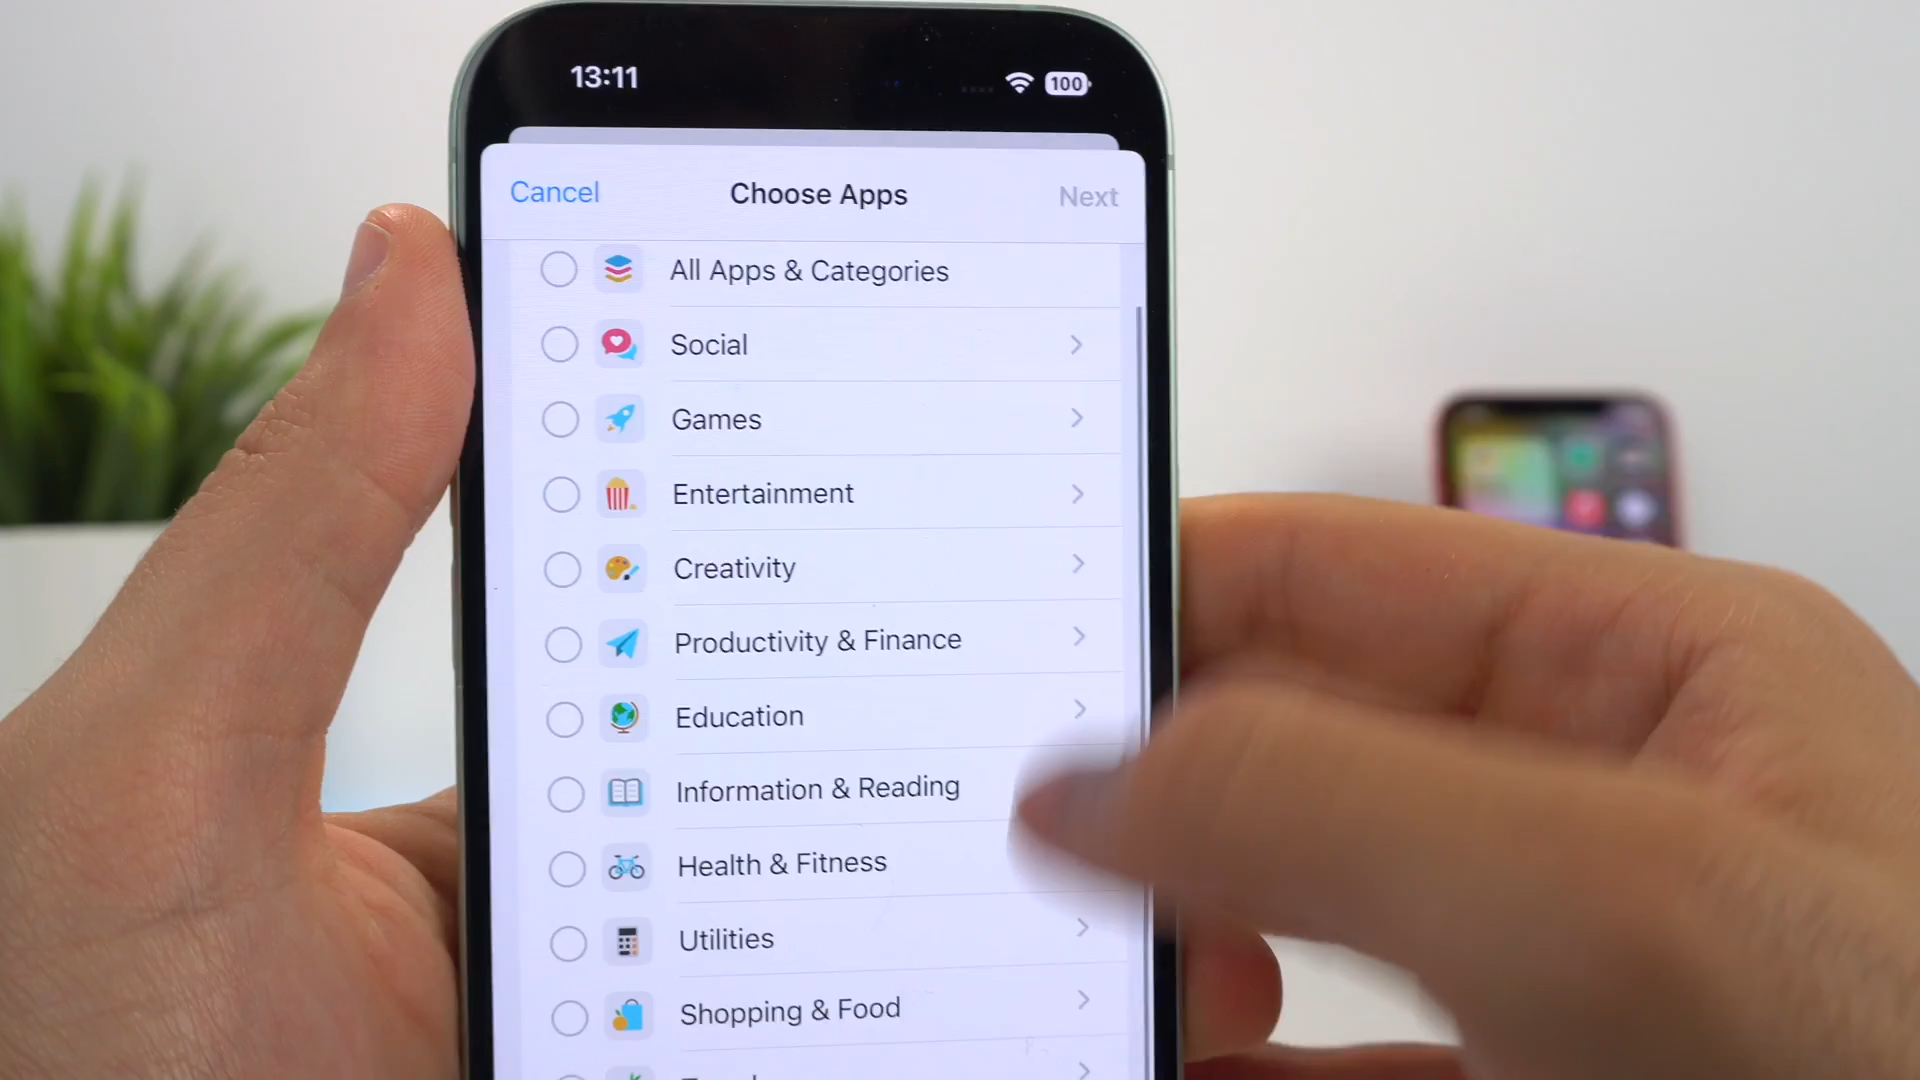 13:11
100
Cancel
Choose Apps
Next
All Apps & Categories
Social
Games
Entertainment
Creativity
Productivity & Finance
Education
Information & Reading
Health & Fitness
Utilities
Shopping & Food